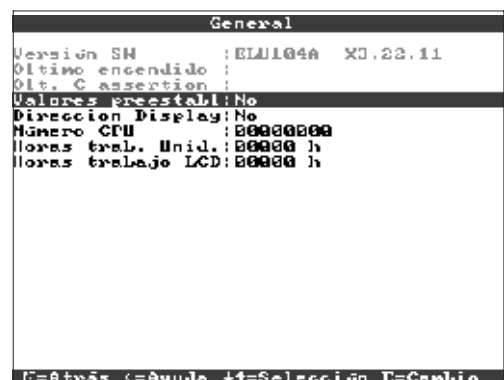 General
Versión SW :ELU104A X3.22.11
Último encendido :
Últ. C assertion :
Valores preestabl:No
Direccion Display:No
Número CPU :00000000
Horas trab. Unid.:00000 h
Horas trabajo LCD:00000 h
=Atrás =Ayuda =Selección =Cambio